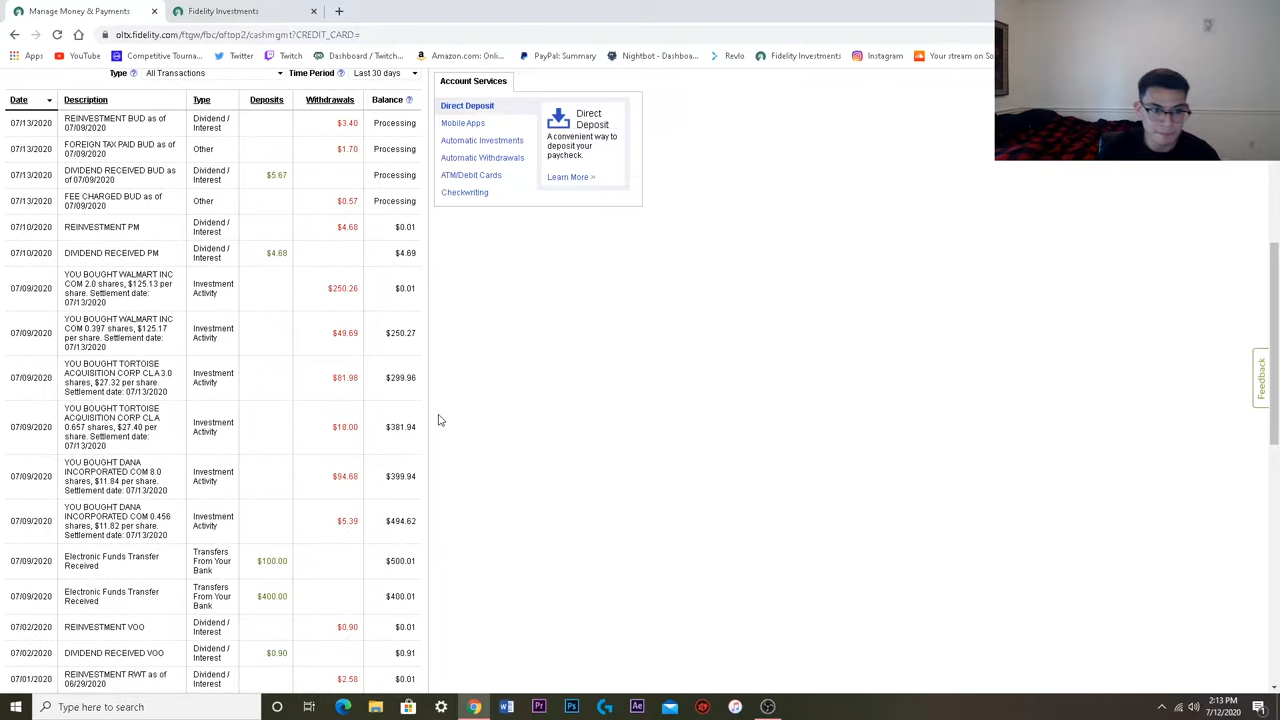 Manage Money & Payments
Fidelity Investments
oltx.fidelity.com/ftgw/fbc/oftop2/cashmgmt?CREDIT_CARD=
Apps
YouTube
Competitive Tourna...
Twitter
Twitch
Dashboard / Twitch...
Amazon.com: Onli...
PayPal: Summary
Nightbot - Dashboa...
Revlo
Fidelity Investments
Instagram
Your stream on So
Type All Transactions Time Period Last 30 days
Date Description Type Deposits Withdrawals Balance
07/13/2020 REINVESTMENT BUD as of 07/09/2020 Dividend / Interest $3.40 Processing
07/13/2020 FOREIGN TAX PAID BUD as of 07/09/2020 Other $1.70 Processing
07/13/2020 DIVIDEND RECEIVED BUD as of 07/09/2020 Dividend / Interest $5.67 Processing
07/13/2020 FEE CHARGED BUD as of 07/09/2020 Other $0.57 Processing
07/10/2020 REINVESTMENT PM Dividend / Interest $4.68 $0.01
07/10/2020 DIVIDEND RECEIVED PM Dividend / Interest $4.68 $4.69
07/09/2020 YOU BOUGHT WALMART INC COM 2.0 shares, $125.13 per share. Settlement date: 07/13/2020 Investment Activity $250.26 $0.01
07/09/2020 YOU BOUGHT WALMART INC COM 0.397 shares, $125.17 per share. Settlement date: 07/13/2020 Investment Activity $49.69 $250.27
07/09/2020 YOU BOUGHT TORTOISE ACQUISITION CORP CLA 3.0 shares, $27.32 per share. Settlement date: 07/13/2020 Investment Activity $81.98 $299.96
07/09/2020 YOU BOUGHT TORTOISE ACQUISITION CORP CLA 0.657 shares, $27.40 per share. Settlement date: 07/13/2020 Investment Activity $18.00 $381.94
07/09/2020 YOU BOUGHT DANA INCORPORATED COM 8.0 shares, $11.84 per share. Settlement date: 07/13/2020 Investment Activity $94.68 $399.94
07/09/2020 YOU BOUGHT DANA INCORPORATED COM 0.456 shares, $11.82 per share. Settlement date: 07/13/2020 Investment Activity $5.39 $494.62
07/09/2020 Electronic Funds Transfer Received Transfers From Your Bank $100.00 $500.01
07/09/2020 Electronic Funds Transfer Received Transfers From Your Bank $400.00 $400.01
07/02/2020 REINVESTMENT VOO Dividend / Interest $0.90 $0.01
07/02/2020 DIVIDEND RECEIVED VOO Dividend / Interest $0.90 $0.91
07/01/2020 REINVESTMENT RWT as of 06/29/2020 Dividend / Interest $2.58 $0.01
Account Services
Direct Deposit
Mobile Apps
Automatic Investments
Automatic Withdrawals
ATM/Debit Cards
Checkwriting
Direct
Deposit
A convenient way to
deposit your
paycheck.
Learn More »
Feedback
Type here to search
2:13 PM
7/12/2020